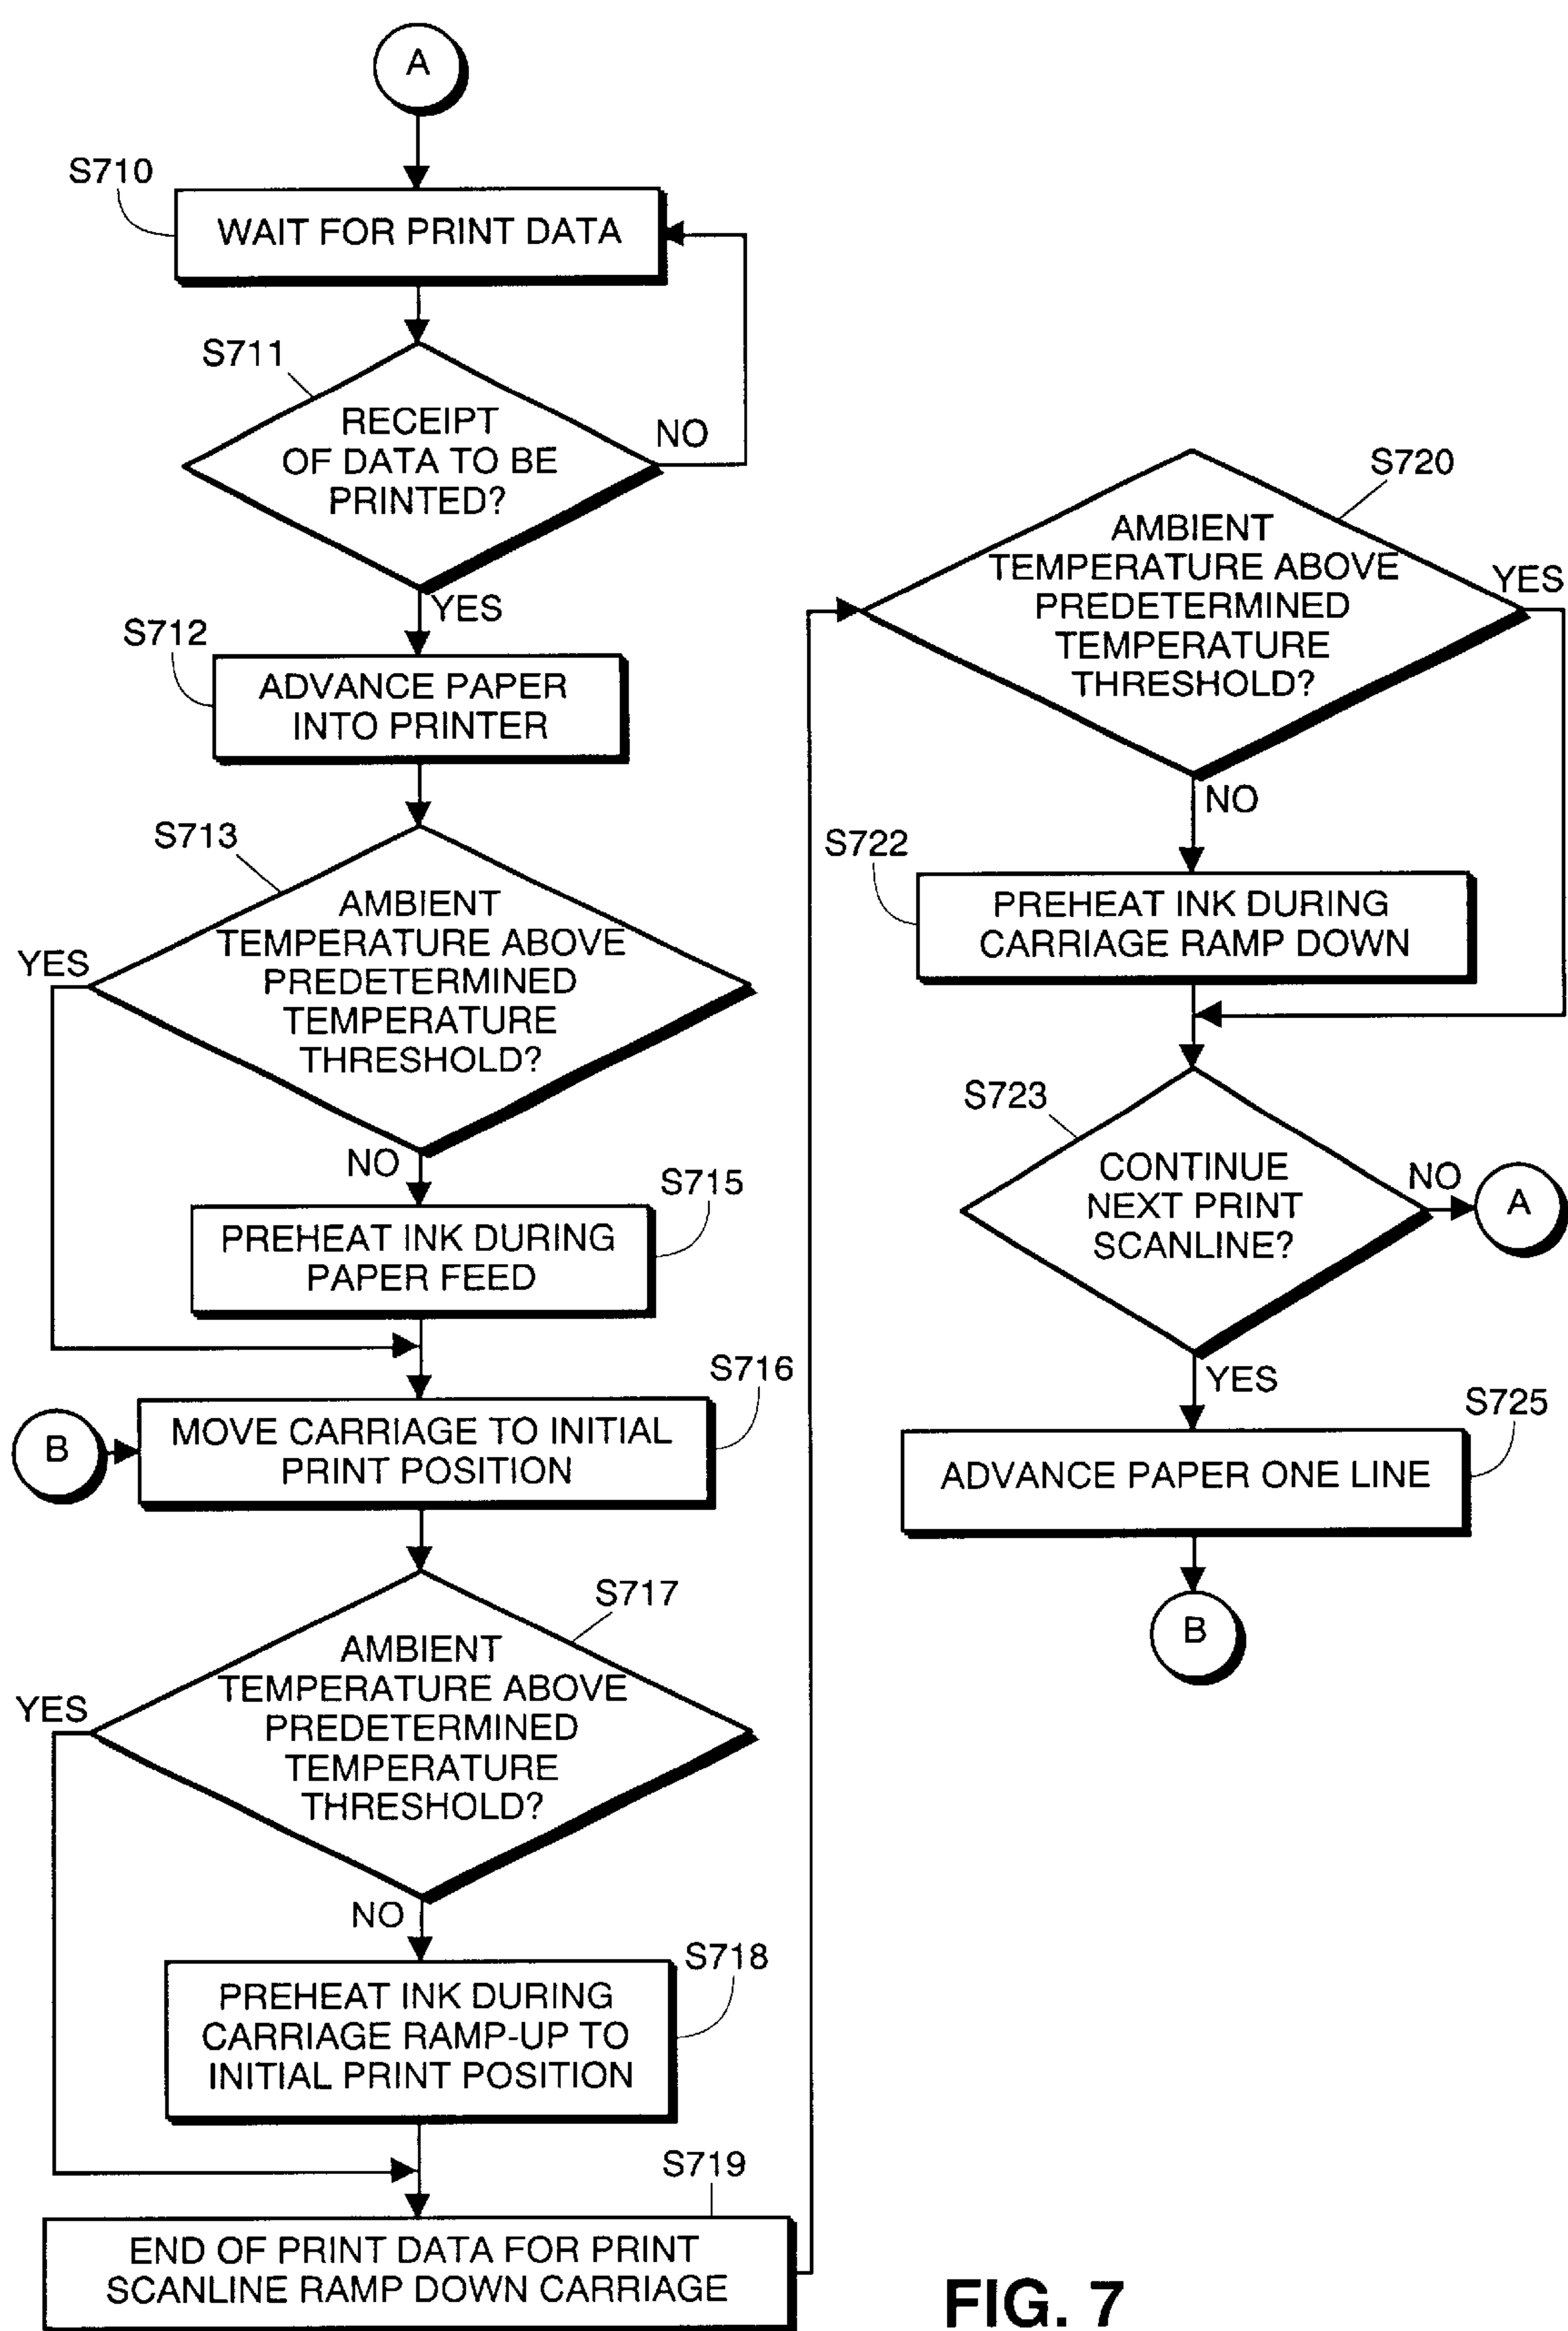 A
S710
WAIT FOR PRINT DATA
S711
RECEIPT
OF DATA TO BE
PRINTED?
NO
YES
S712
ADVANCE PAPER
INTO PRINTER
S713
AMBIENT
TEMPERATURE ABOVE
PREDETERMINED
TEMPERATURE
THRESHOLD?
YES
NO
S715
PREHEAT INK DURING
PAPER FEED
S716
B
MOVE CARRIAGE TO INITIAL
PRINT POSITION
S717
AMBIENT
TEMPERATURE ABOVE
PREDETERMINED
TEMPERATURE
THRESHOLD?
YES
NO
S718
PREHEAT INK DURING
CARRIAGE RAMP-UP TO
INITIAL PRINT POSITION
S719
END OF PRINT DATA FOR PRINT
SCANLINE RAMP DOWN CARRIAGE
S720
AMBIENT
TEMPERATURE ABOVE
PREDETERMINED
TEMPERATURE
THRESHOLD?
YES
NO
S722
PREHEAT INK DURING
CARRIAGE RAMP DOWN
S723
CONTINUE
NEXT PRINT
SCANLINE?
NO
A
YES
S725
ADVANCE PAPER ONE LINE
B
FIG. 7